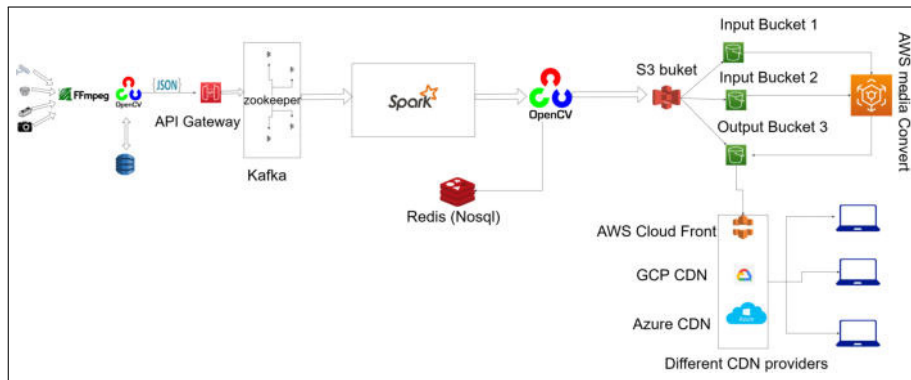 FFmpeg
OpenCV
{JSON}
API Gateway
zookeeper
Kafka
Spark
OpenCV
Redis (Nosql)
S3 buket
Input Bucket 1
Input Bucket 2
Output Bucket 3
AWS media Convert
AWS Cloud Front
GCP CDN
Azure CDN
Azure
Different CDN providers